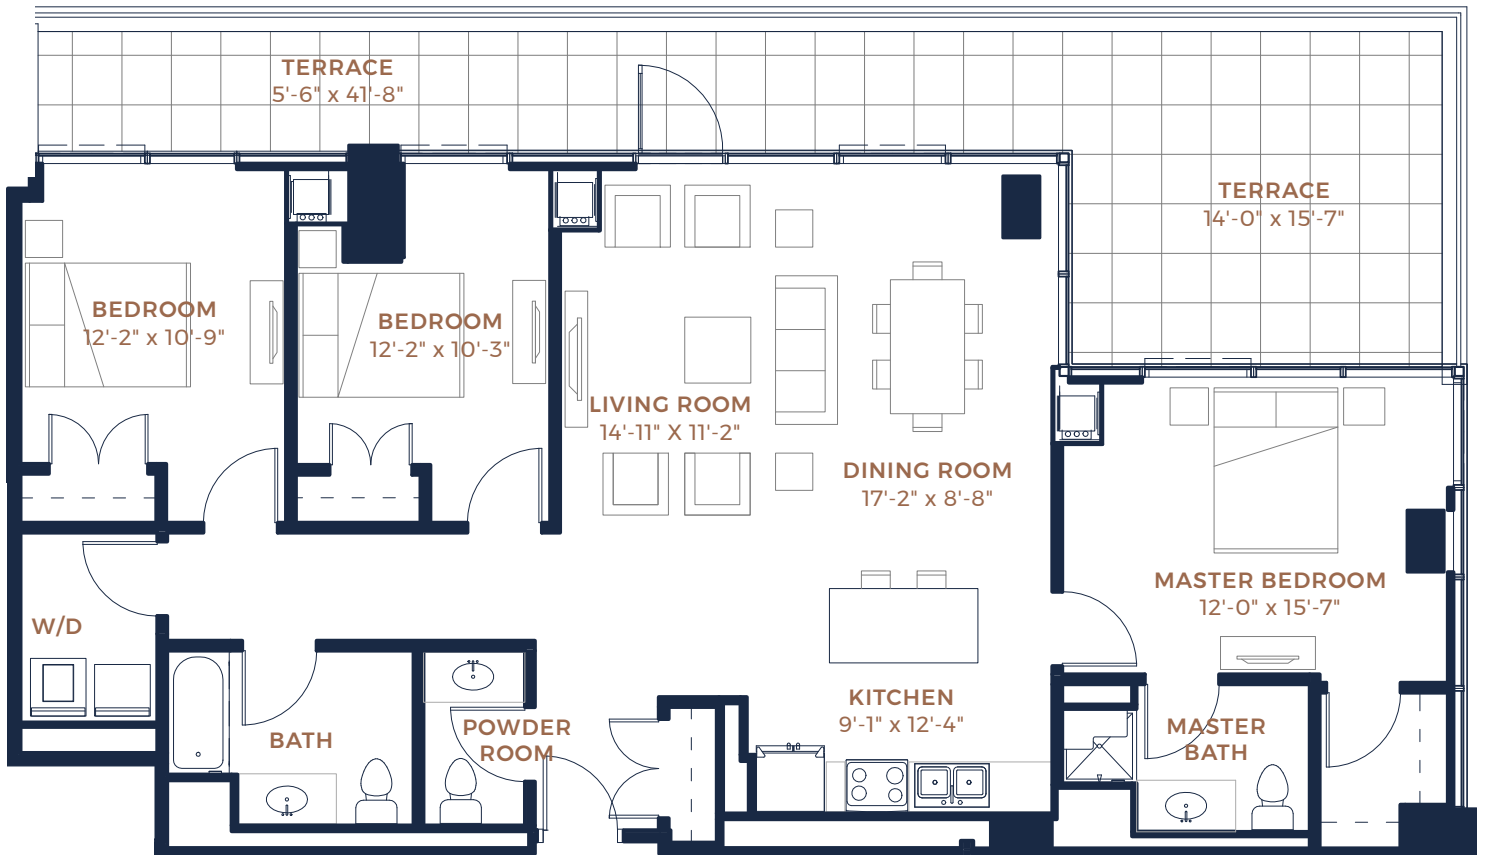 TERRACE
5'-6" x 41'-8"
TERRACE
14'-0" x 15'-7"
BEDROOM
12'-2" x 10'-9"
BEDROOM
12'-2" x 10'-3"
LIVING ROOM
14'-11" X 11'-2"
DINING ROOM
17'-2" x 8'-8"
MASTER BEDROOM
12'-0" x 15'-7"
W/D
KITCHEN
9'-1" x 12'-4"
BATH
POWDER
ROOM
MASTER
BATH